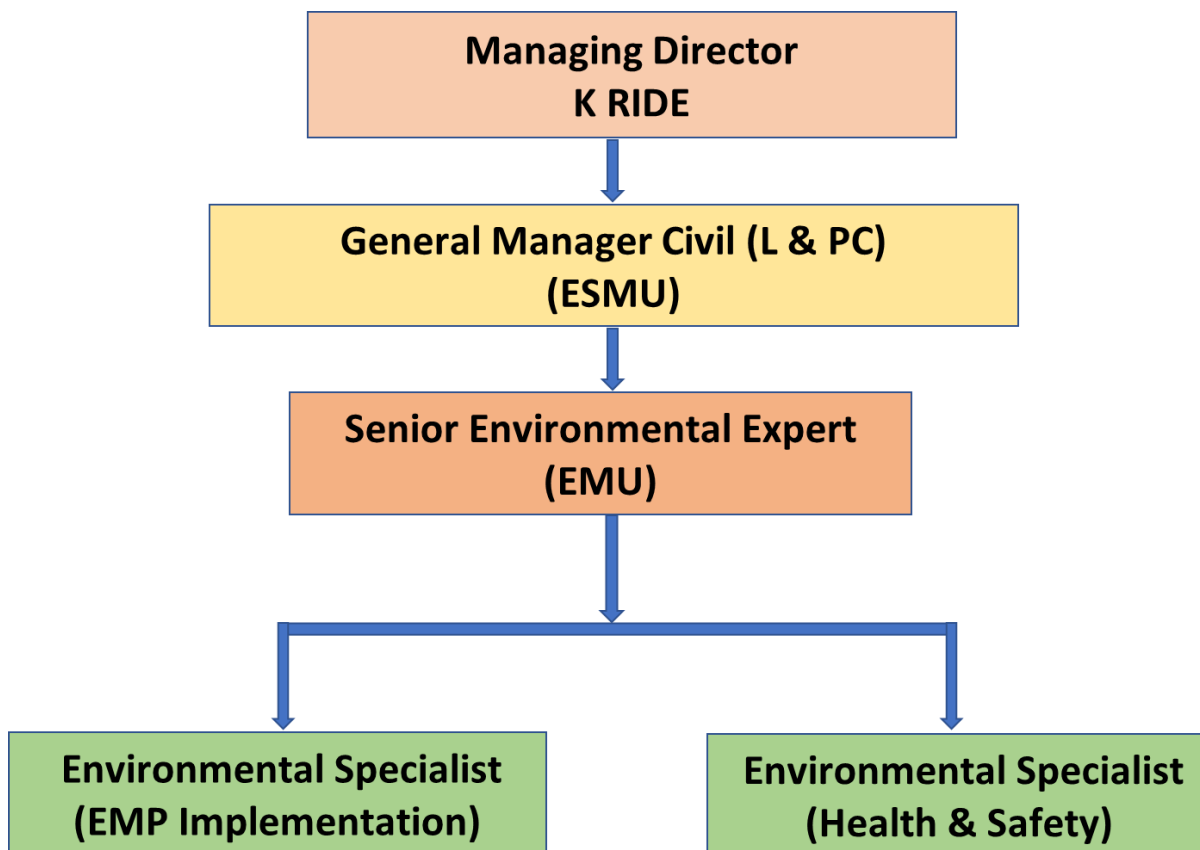 Managing Director
K RIDE
General Manager Civil (L & PC)
(ESMU)
Senior Environmental Expert
(EMU)
Environmental Specialist
(EMP Implementation)
Environmental Specialist
(Health & Safety)